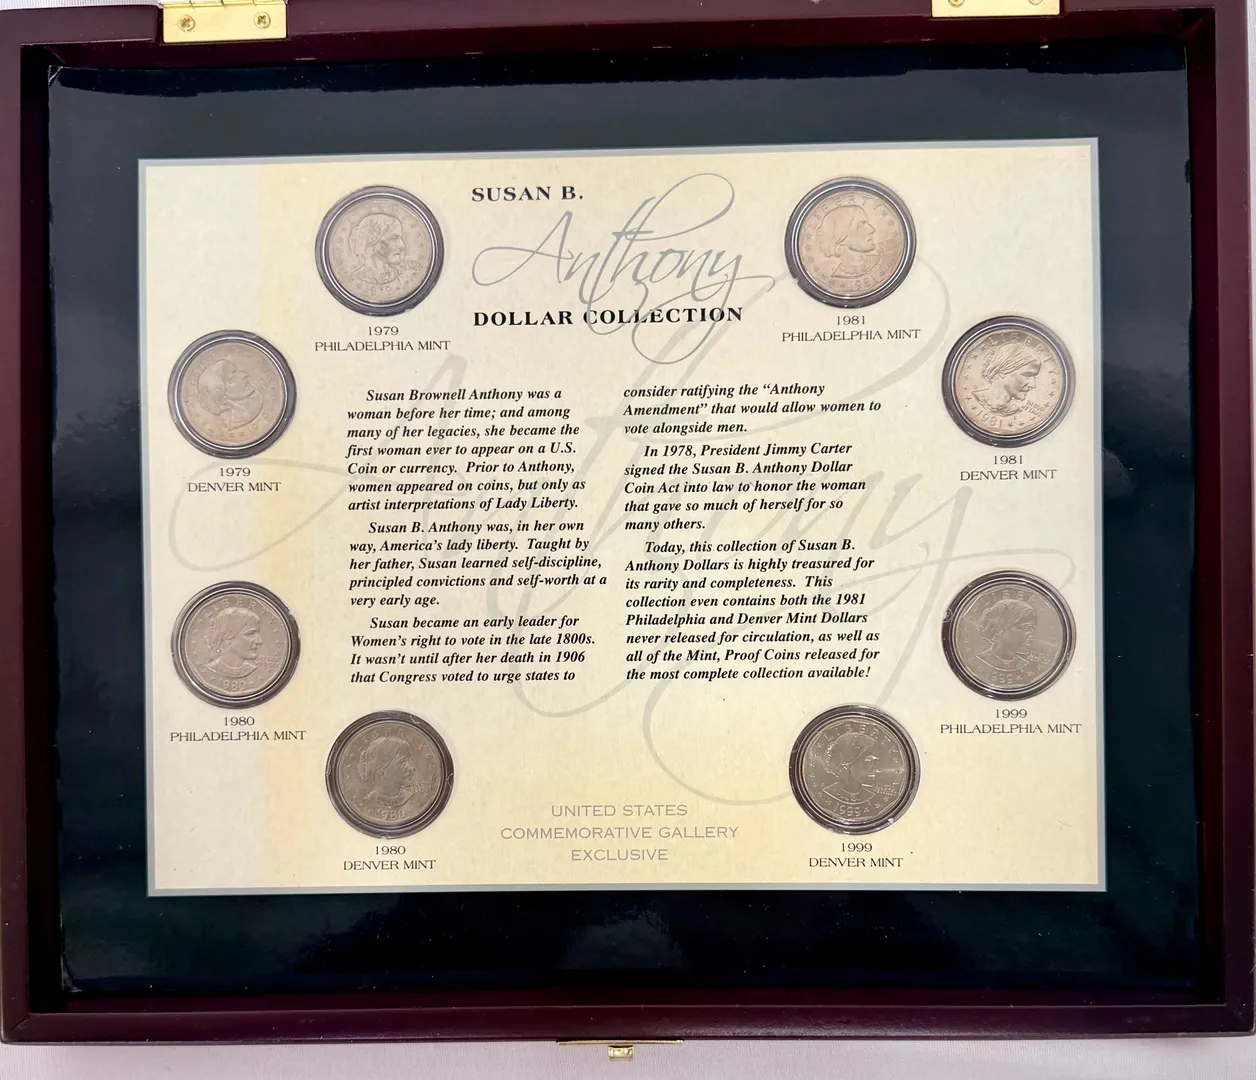 SUSAN B.
Anthony
DOLLAR COLLECTION
1979
PHILADELPHIA MINT
1981
PHILADELPHIA MINT
1979
DENVER MINT
1981
DENVER MINT
1980
PHILADELPHIA MINT
1999
PHILADELPHIA MINT
1980
DENVER MINT
1999
DENVER MINT
Susan Brownell Anthony was a
woman before her time; and among
many of her legacies, she became the
first woman ever to appear on a U.S.
Coin or currency. Prior to Anthony,
women appeared on coins, but only as
artist interpretations of Lady Liberty.
Susan B. Anthony was, in her own
way, America's lady liberty. Taught by
her father, Susan learned self-discipline,
principled convictions and self-worth at a
very early age.
Susan became an early leader for
Women's right to vote in the late 1800s.
It wasn't until after her death in 1906
that Congress voted to urge states to
consider ratifying the “Anthony
Amendment” that would allow women to
vote alongside men.
In 1978, President Jimmy Carter
signed the Susan B. Anthony Dollar
Coin Act into law to honor the woman
that gave so much of herself for so
many others.
Today, this collection of Susan B.
Anthony Dollars is highly treasured for
its rarity and completeness. This
collection even contains both the 1981
Philadelphia and Denver Mint Dollars
never released for circulation, as well as
all of the Mint, Proof Coins released for
the most complete collection available!
UNITED STATES
COMMEMORATIVE GALLERY
EXCLUSIVE
LIBERTY
1981
LIBERTY
1999